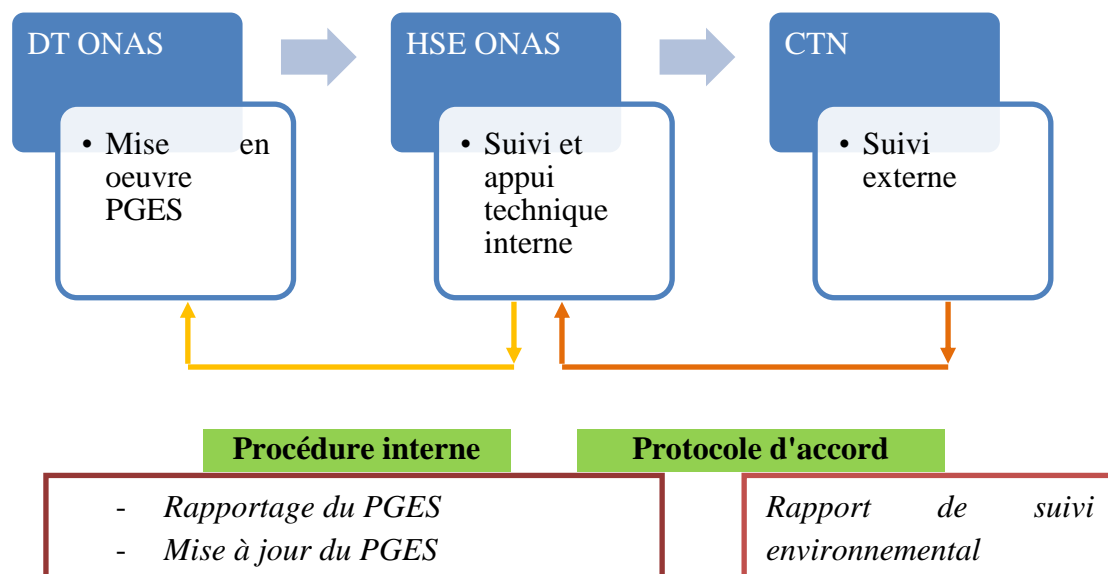 DT ONAS
• Mise en
oeuvre
PGES
HSE ONAS
• Suivi et
appui
technique
interne
CTN
• Suivi
externe
Procédure interne
Protocole d'accord
- Rapportage du PGES
- Mise à jour du PGES
Rapport de suivi
environnemental